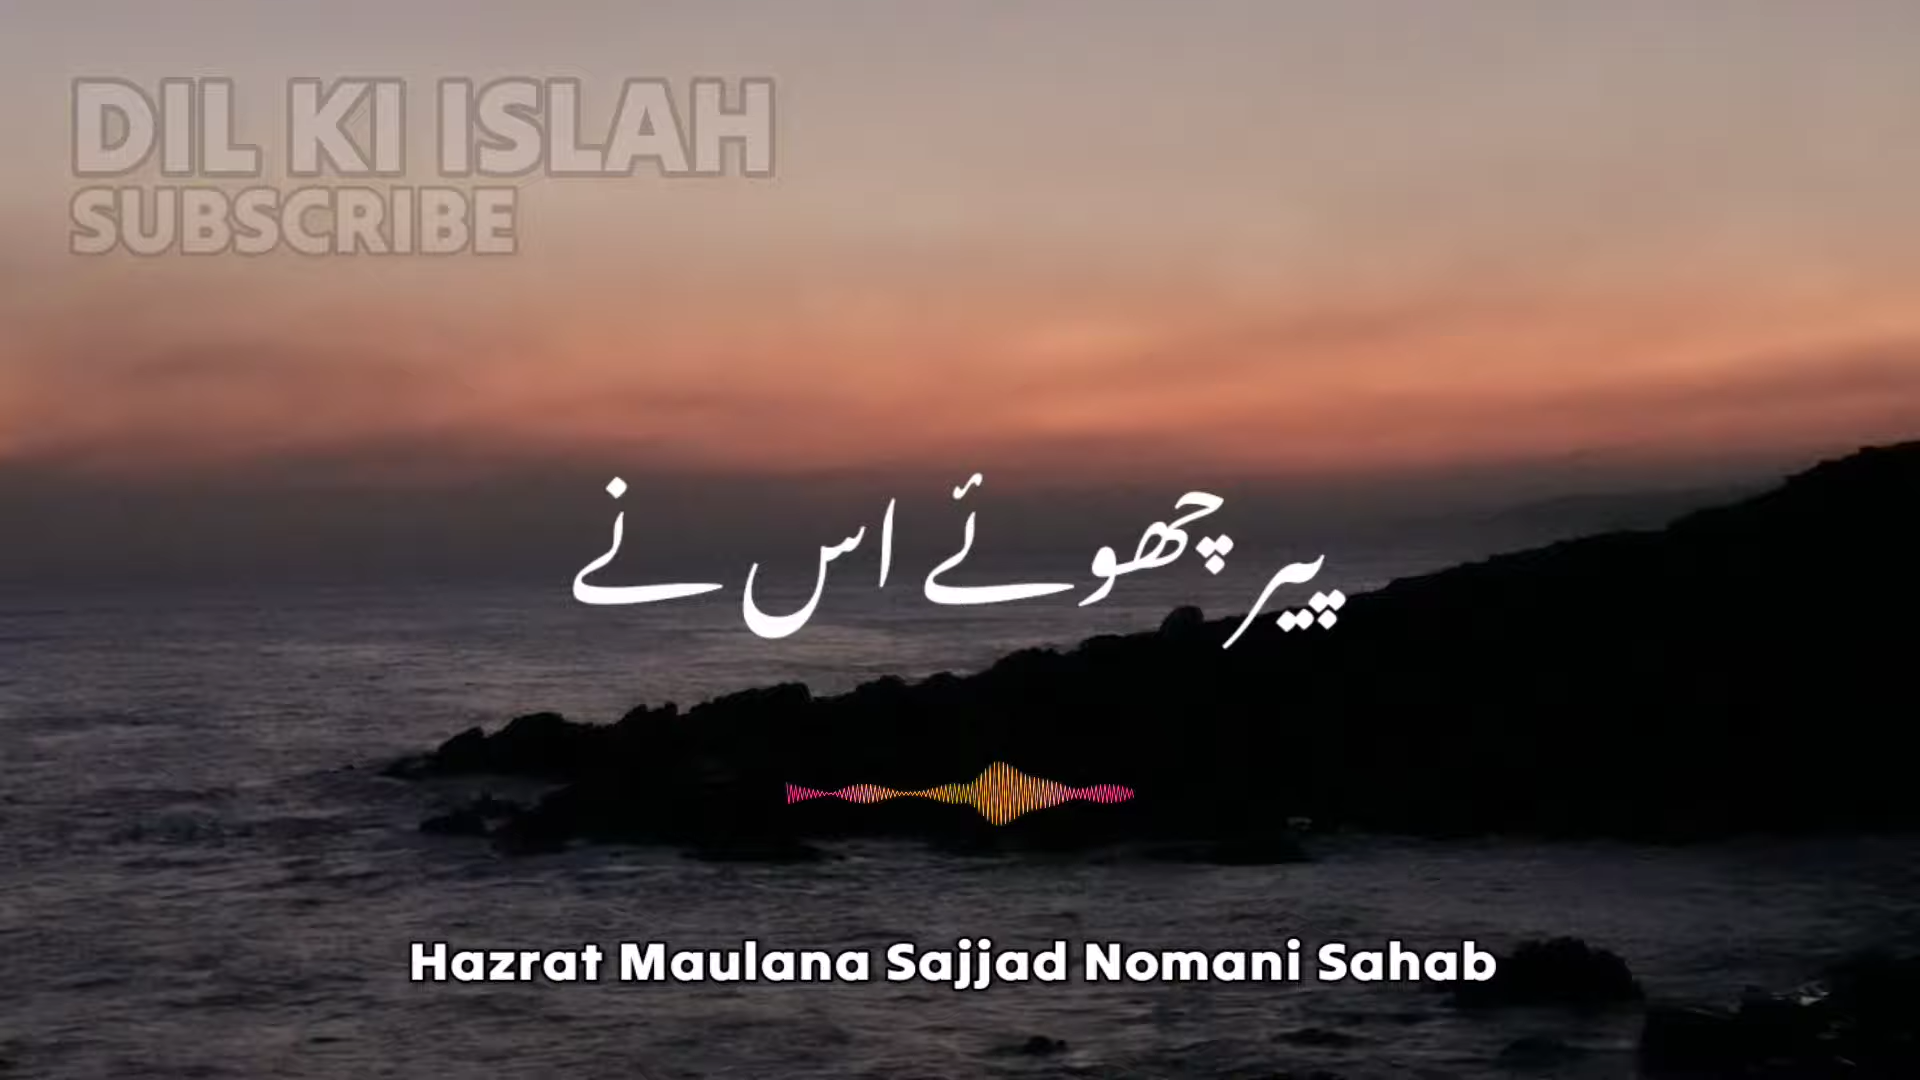 DIL KI ISLAH
SUBSCRIBE
پیر چھوئے اس نے
Hazrat Maulana Sajjad Nomani Sahab